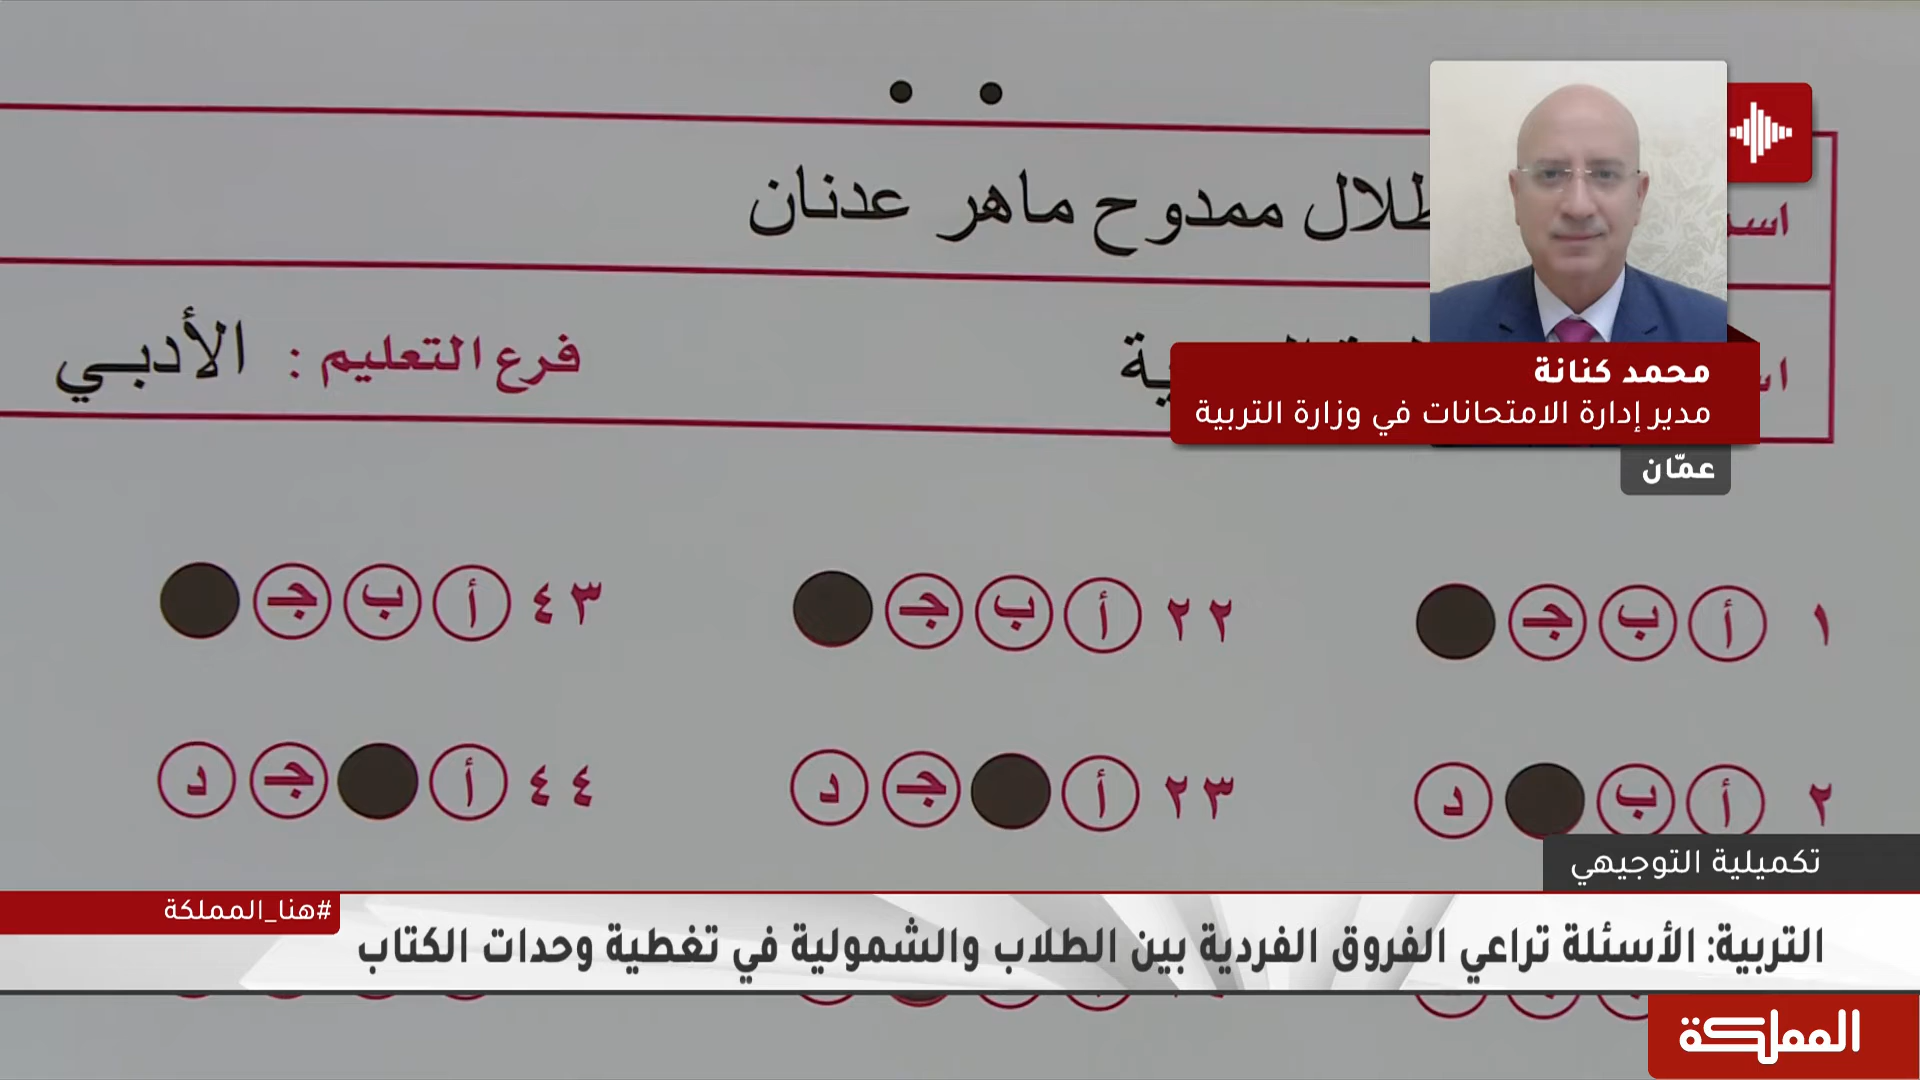 طلال ممدوح ماهر عدنان
فرع التعليم : الأدبي
محمد كنانة
مدير إدارة الامتحانات في وزارة التربية
عمّان
١ أ ب جـ
٢٢ أ ب جـ
٤٣ أ ب جـ
٢ أ ب د
٢٣ أ جـ د
٤٤ أ جـ د
تكميلية التوجيهي
#هنا_المملكة
التربية: الأسئلة تراعي الفروق الفردية بين الطلاب والشمولية في تغطية وحدات الكتاب
المملكة